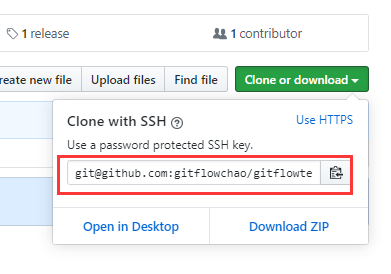 1 release
1 contributor
Create new file Upload files Find file Clone or download
Clone with SSH
Use HTTPS
Use a password protected SSH key.
git@github.com:gitflowchao/gitflowte
Open in Desktop Download ZIP